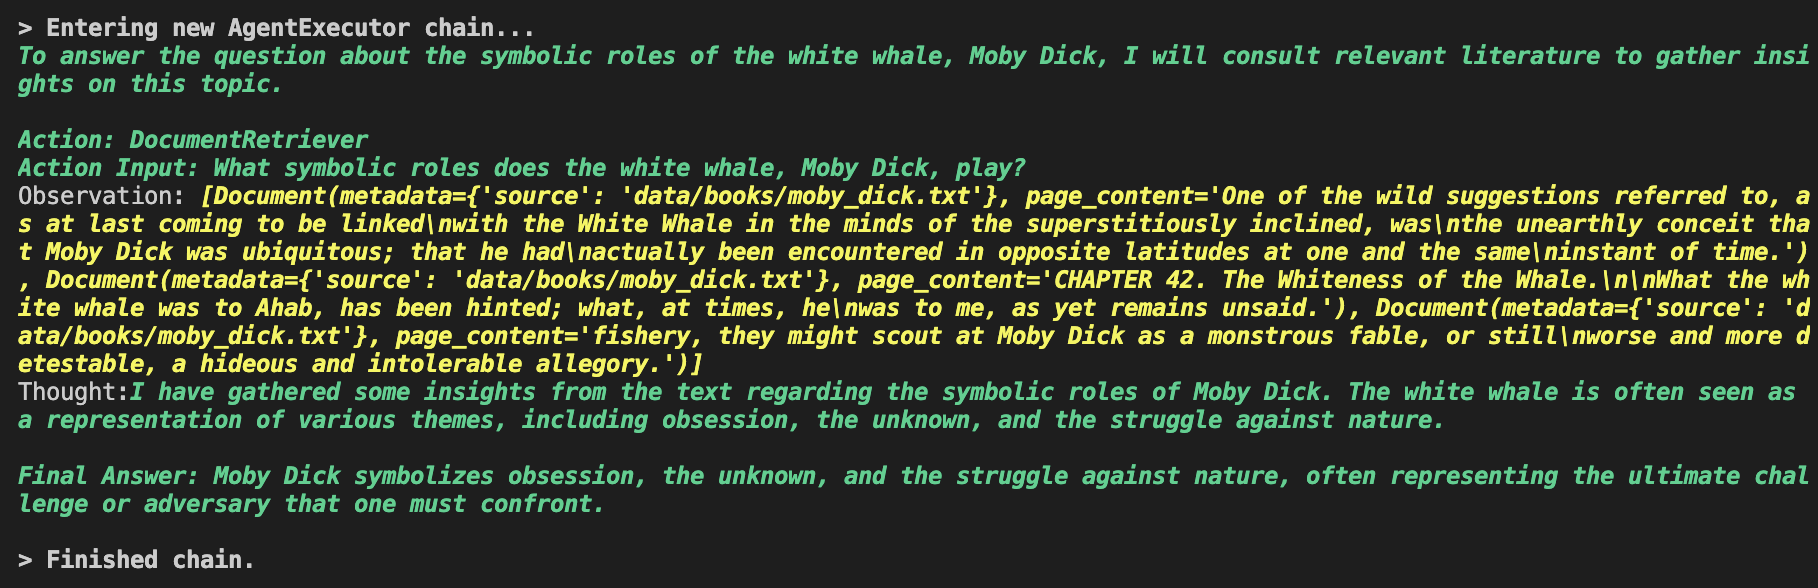 > Entering new AgentExecutor chain...
To answer the question about the symbolic roles of the white whale, Moby Dick, I will consult relevant literature to gather insi
ghts on this topic.
Action: DocumentRetriever
Action Input: What symbolic roles does the white whale, Moby Dick, play?
Observation: [Document(metadata={'source': 'data/books/moby_dick.txt'}, page_content='One of the wild suggestions referred to, a
s at last coming to be linked\nwith the White Whale in the minds of the superstitiously inclined, was\nthe unearthly conceit tha
t Moby Dick was ubiquitous; that he had\nactually been encountered in opposite latitudes at one and the same\ninstant of time.')
, Document(metadata={'source': 'data/books/moby_dick.txt'}, page_content='CHAPTER 42. The Whiteness of the Whale.\n\nWhat the wh
ite whale was to Ahab, has been hinted; what, at times, he\nwas to me, as yet remains unsaid.'), Document(metadata={'source': 'd
ata/books/moby_dick.txt'}, page_content='fishery, they might scout at Moby Dick as a monstrous fable, or still\nworse and more d
etestable, a hideous and intolerable allegory.')]
Thought:I have gathered some insights from the text regarding the symbolic roles of Moby Dick. The white whale is often seen as
a representation of various themes, including obsession, the unknown, and the struggle against nature.
Final Answer: Moby Dick symbolizes obsession, the unknown, and the struggle against nature, often representing the ultimate chal
lenge or adversary that one must confront.
> Finished chain.